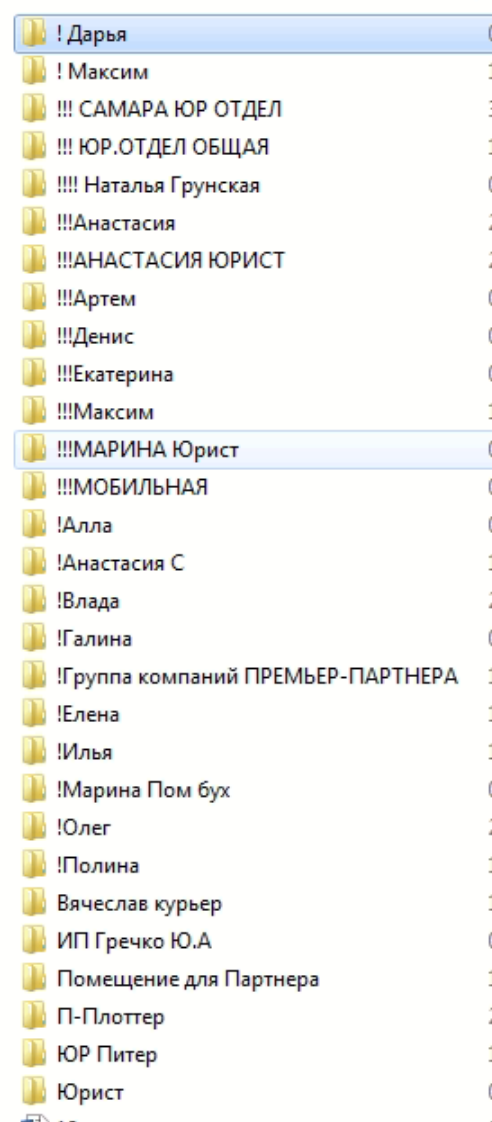 ! Дарья
! Максим
!!! САМАРА ЮР ОТДЕЛ
!!! ЮР.ОТДЕЛ ОБЩАЯ
!!!! Наталья Грунская
!!!Анастасия
!!!АНАСТАСИЯ ЮРИСТ
!!!Артем
!!!Денис
!!!Екатерина
!!!Максим
!!!МАРИНА Юрист
!!!МОБИЛЬНАЯ
!Алла
!Анастасия С
!Влада
!Галина
!Группа компаний ПРЕМЬЕР-ПАРТНЕРА
!Елена
!Илья
!Марина Пом бух
!Олег
!Полина
Вячеслав курьер
ИП Гречко Ю.А
Помещение для Партнера
П-Плоттер
ЮР Питер
Юрист